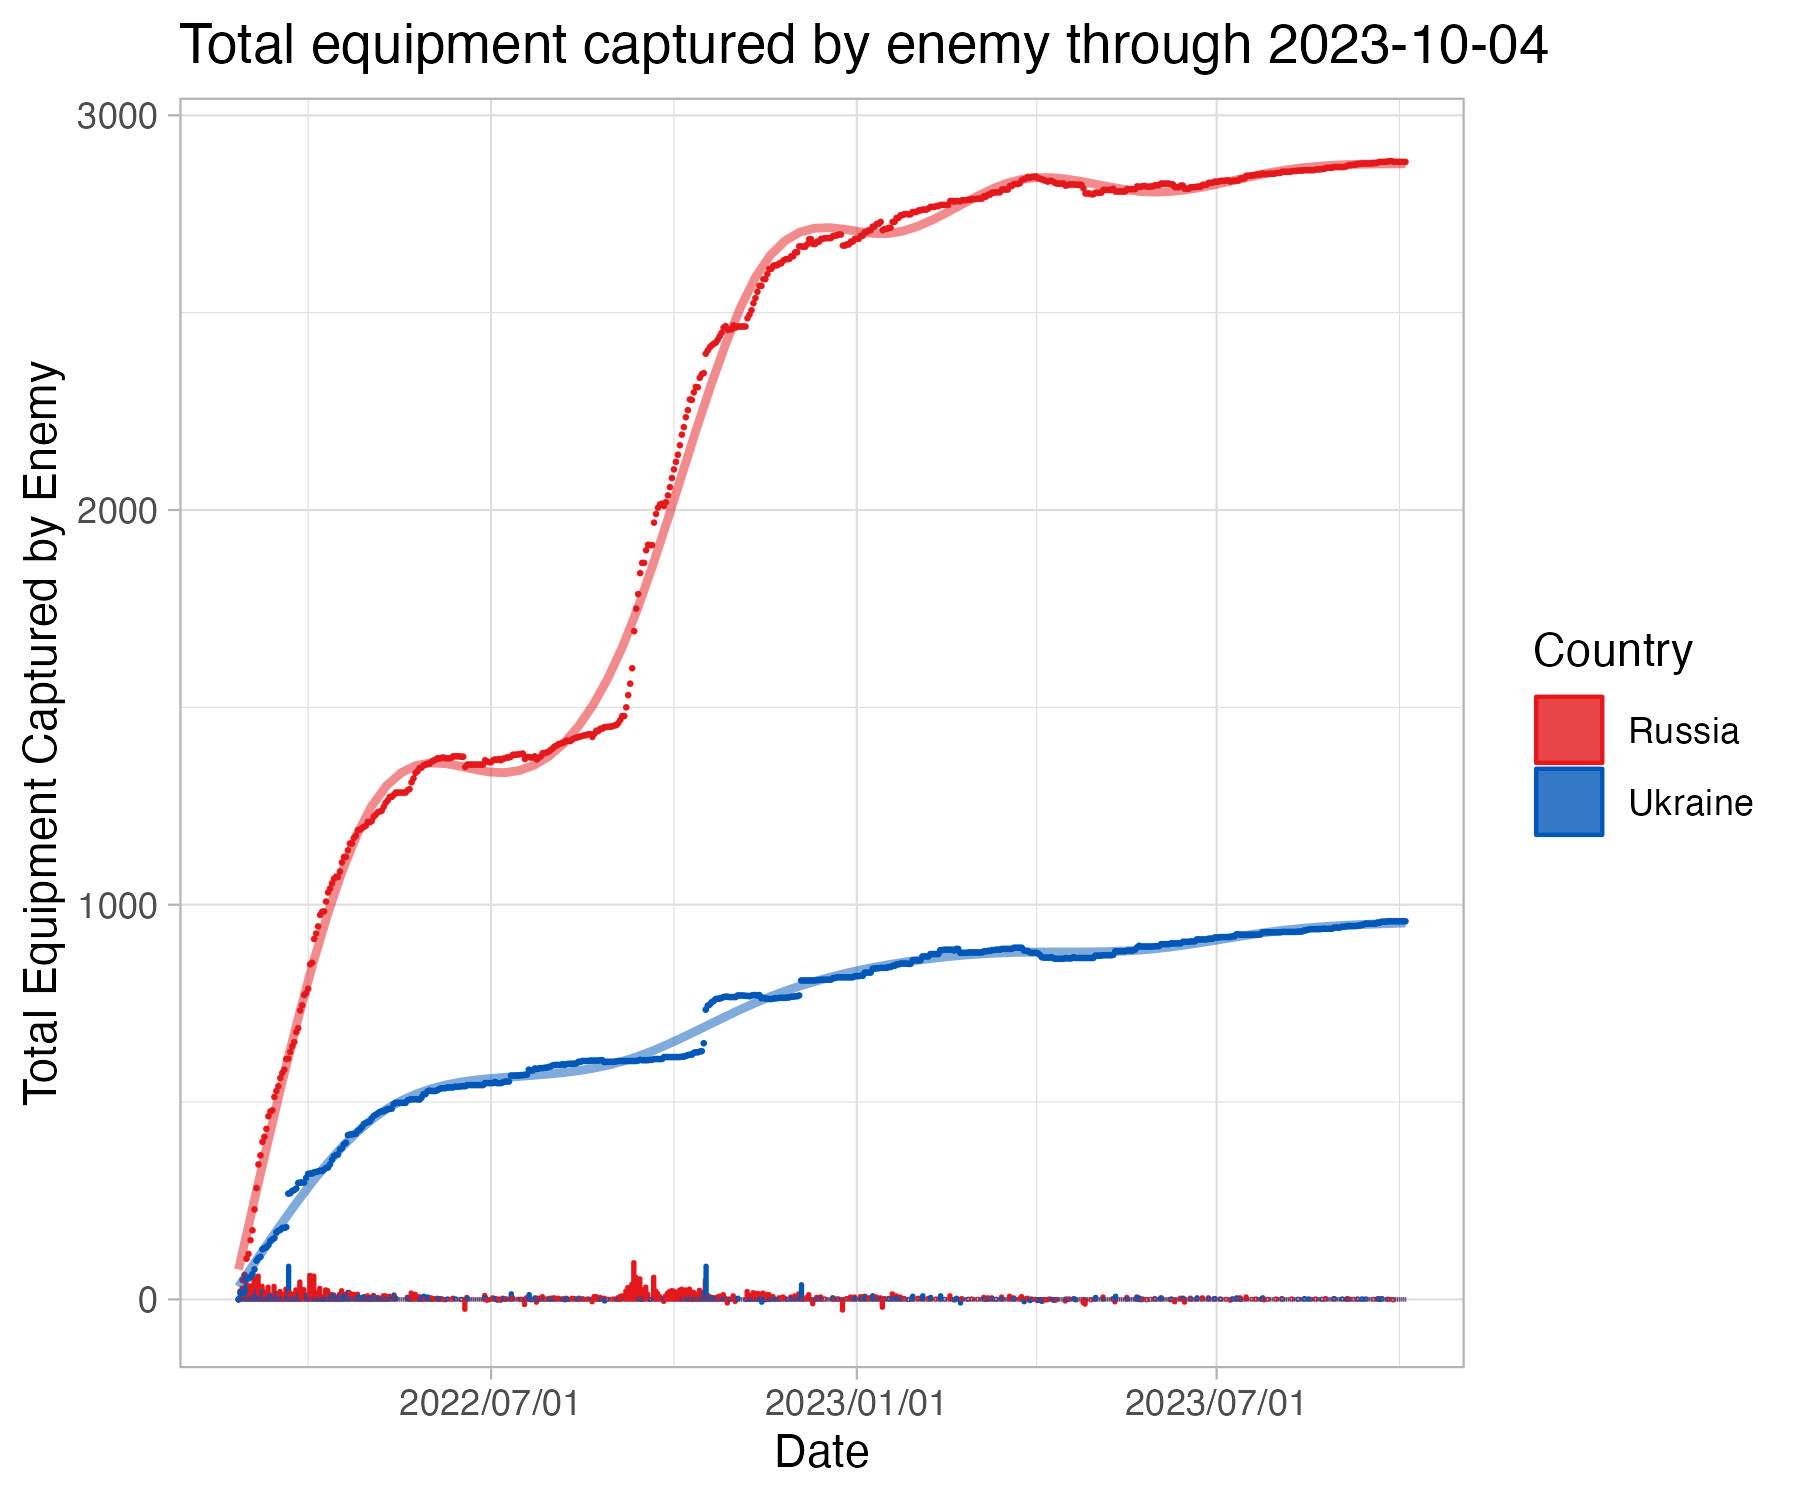 Total equipment captured by enemy through 2023-10-04
Total Equipment Captured by Enemy
3000
2000
1000
0
2022/07/01
2023/01/01
2023/07/01
Date
Country
Russia
Ukraine